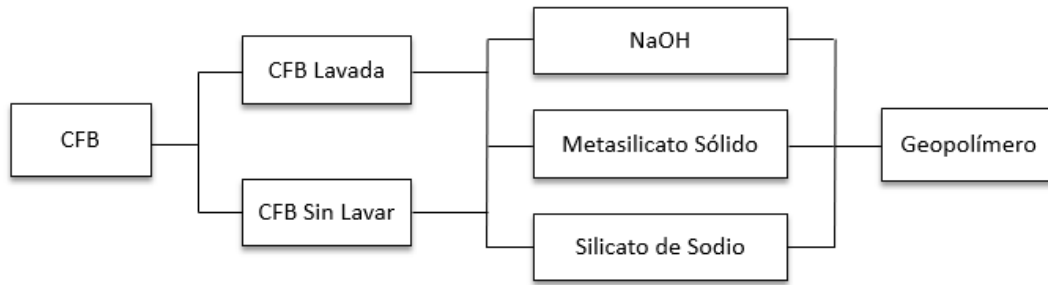 CFB
CFB Lavada
CFB Sin Lavar
NaOH
Metasilicato Sólido
Silicato de Sodio
Geopolímero